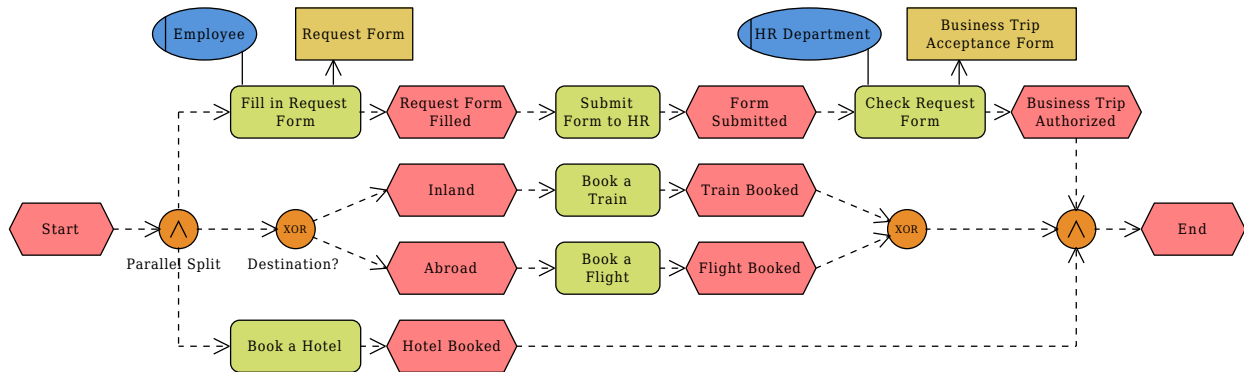 Employee
Request Form
HR Department
Business Trip
Acceptance Form
Fill in Request
Form
Request Form
Filled
Submit
Form to HR
Form
Submitted
Check Request
Form
Business Trip
Authorized
Inland
Book a
Train
Train Booked
Start
Parallel Split
XOR
Destination?
XOR
End
Abroad
Book a
Flight
Flight Booked
Book a Hotel
Hotel Booked